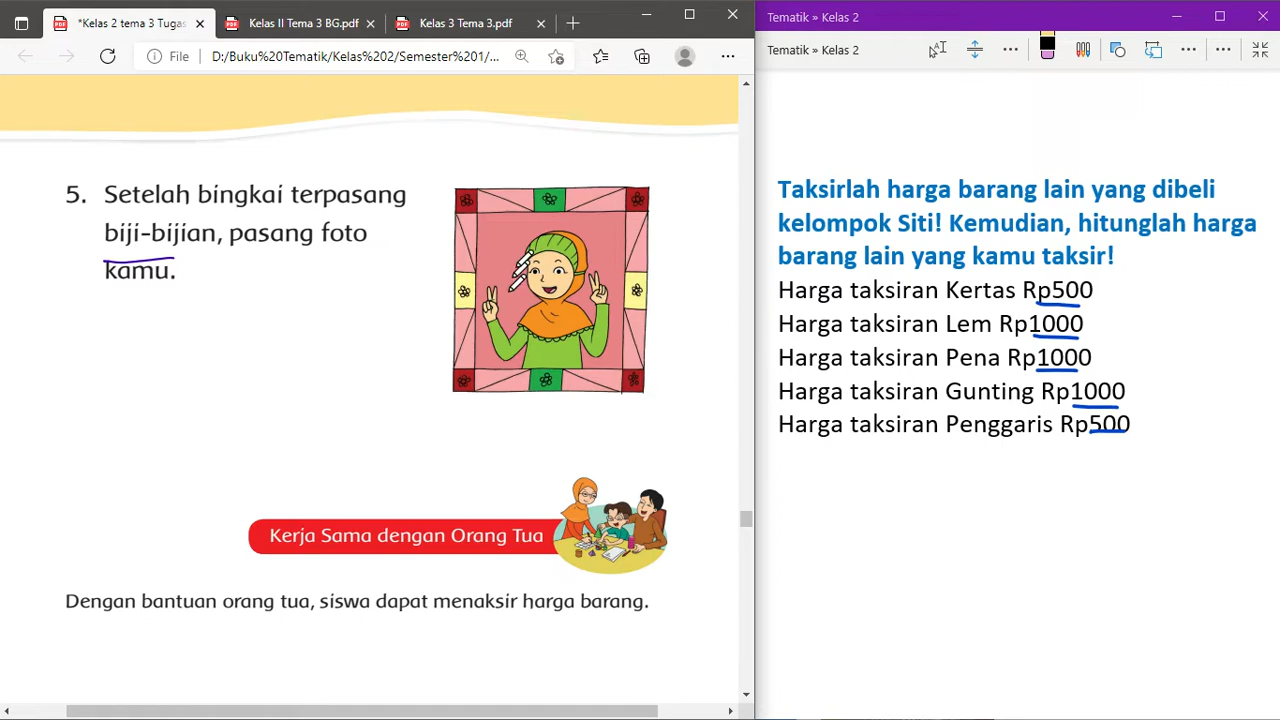 *Kelas 2 tema 3 Tugas
Kelas II Tema 3 BG.pdf
Kelas 3 Tema 3.pdf
File
D:/Buku%20Tematik/Kelas%202/Semester%201/...
5. Setelah bingkai terpasang
biji-bijian, pasang foto
kamu.
Kerja Sama dengan Orang Tua
Dengan bantuan orang tua, siswa dapat menaksir harga barang.
Tematik » Kelas 2
Tematik » Kelas 2
Taksirlah harga barang lain yang dibeli
kelompok Siti! Kemudian, hitunglah harga
barang lain yang kamu taksir!
Harga taksiran Kertas Rp500
Harga taksiran Lem Rp1000
Harga taksiran Pena Rp1000
Harga taksiran Gunting Rp1000
Harga taksiran Penggaris Rp500